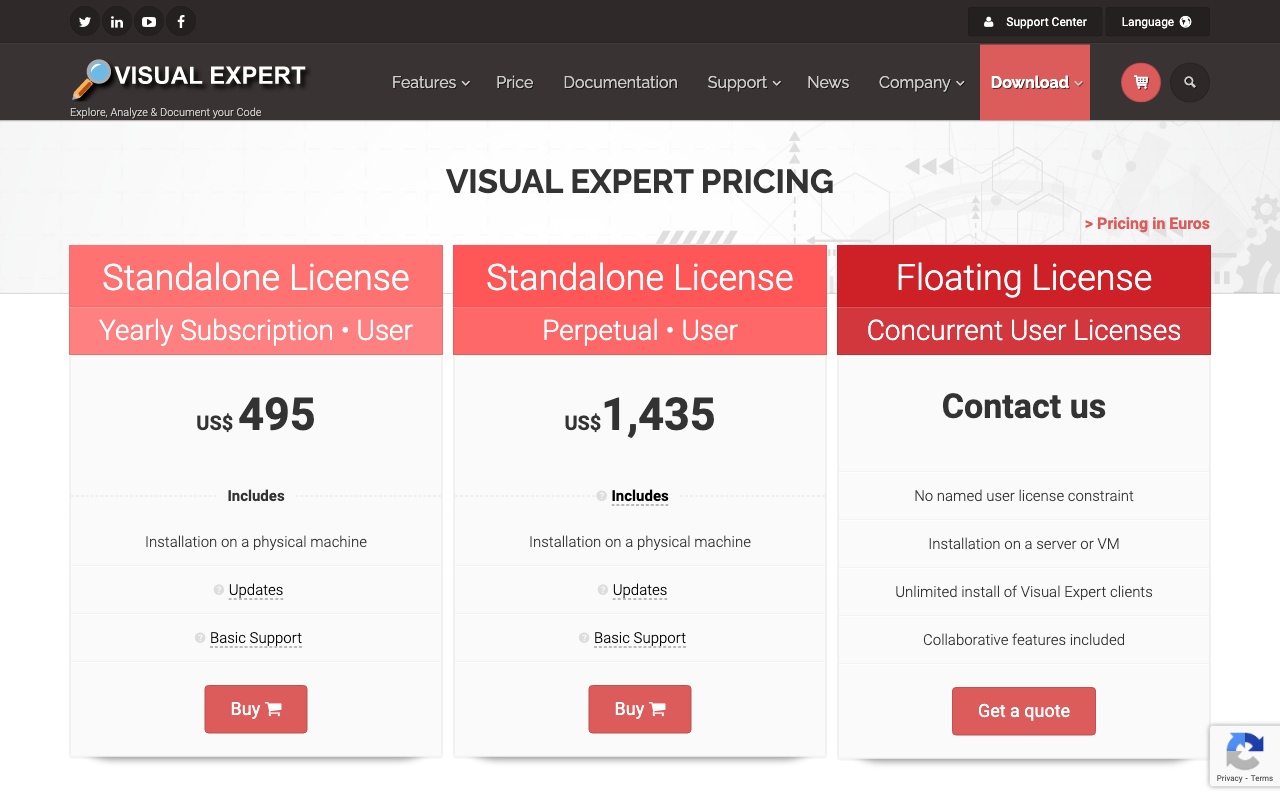 Support Center
Language
VISUAL EXPERT
Explore, Analyze & Document your Code
Features
Price
Documentation
Support
News
Company
Download
VISUAL EXPERT PRICING
> Pricing in Euros
Standalone License
Yearly Subscription • User
US$ 495
Includes
Installation on a physical machine
Updates
Basic Support
Buy
Standalone License
Perpetual • User
US$1,435
Includes
Installation on a physical machine
Updates
Basic Support
Buy
Floating License
Concurrent User Licenses
Contact us
No named user license constraint
Installation on a server or VM
Unlimited install of Visual Expert clients
Collaborative features included
Get a quote
Privacy - Terms